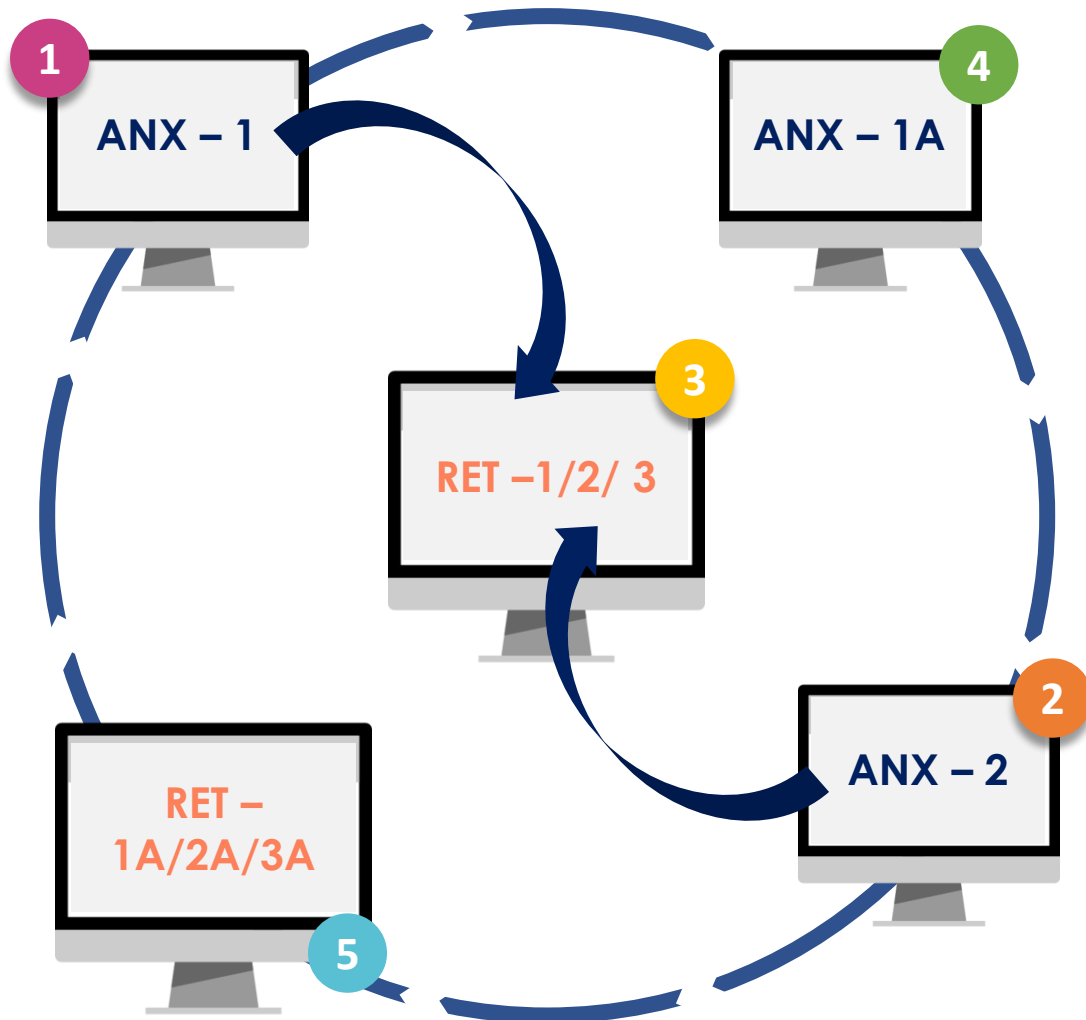 1
ANX – 1
4
ANX – 1A
3
RET –1/2/ 3
2
ANX – 2
RET –
1A/2A/3A
5